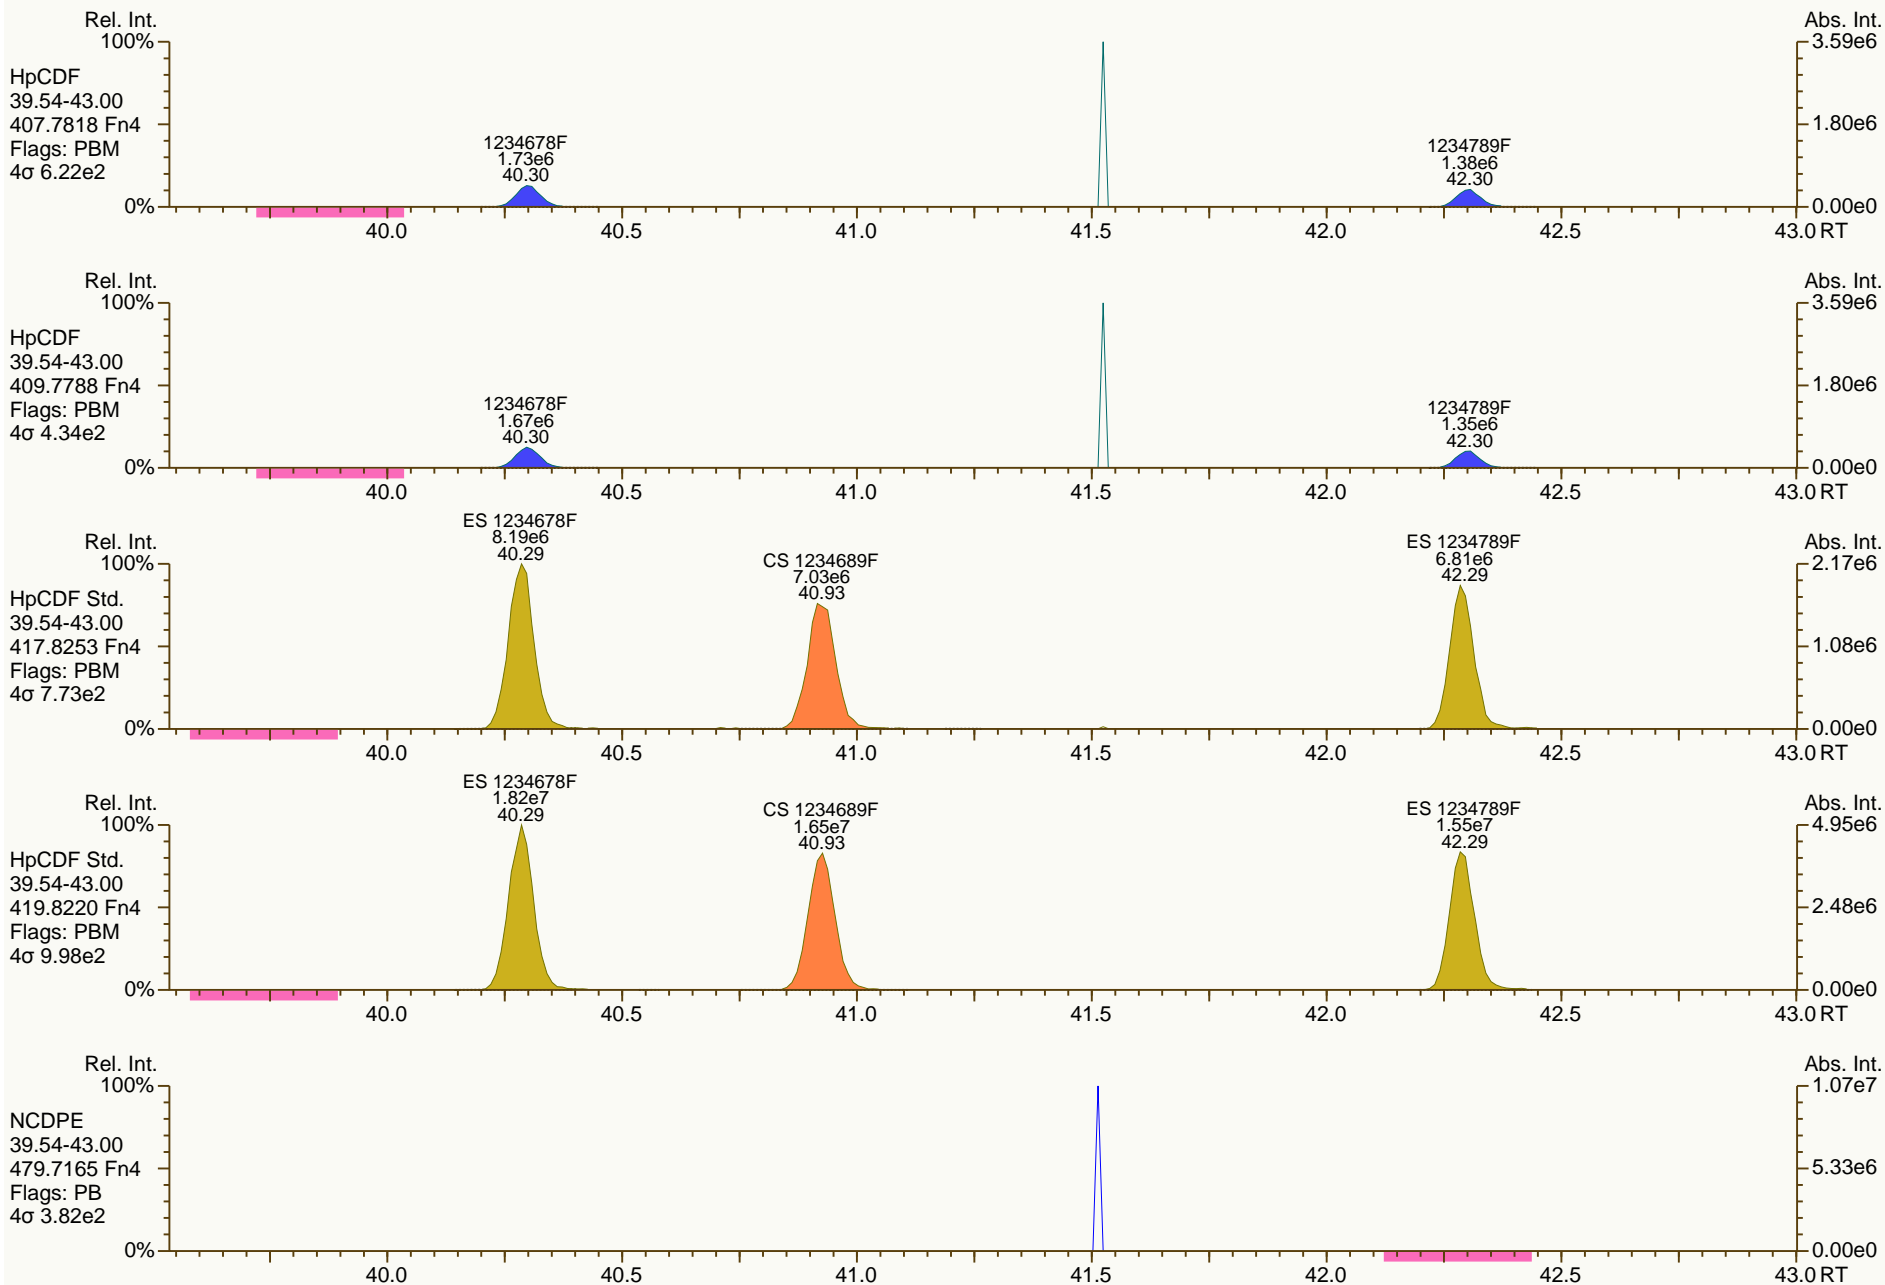 Rel. Int.
Abs. Int.
100%
3.59e6
HpCDF
39.54-43.00
407.7818 Fn4
Flags: PBM
4σ 6.22e2
1234678F
1.73e6
40.30
1234789F
1.38e6
42.30
1.80e6
0%
0.00e0
40.0 40.5 41.0 41.5 42.0 42.5 43.0 RT
Rel. Int.
Abs. Int.
100%
3.59e6
HpCDF
39.54-43.00
409.7788 Fn4
Flags: PBM
4σ 4.34e2
1234678F
1.67e6
40.30
1234789F
1.35e6
42.30
1.80e6
0%
0.00e0
40.0 40.5 41.0 41.5 42.0 42.5 43.0 RT
Rel. Int.
Abs. Int.
100%
2.17e6
HpCDF Std.
39.54-43.00
417.8253 Fn4
Flags: PBM
4σ 7.73e2
ES 1234678F
8.19e6
40.29
CS 1234689F
7.03e6
40.93
ES 1234789F
6.81e6
42.29
1.08e6
0%
0.00e0
40.0 40.5 41.0 41.5 42.0 42.5 43.0 RT
Rel. Int.
Abs. Int.
100%
4.95e6
HpCDF Std.
39.54-43.00
419.8220 Fn4
Flags: PBM
4σ 9.98e2
ES 1234678F
1.82e7
40.29
CS 1234689F
1.65e7
40.93
ES 1234789F
1.55e7
42.29
2.48e6
0%
0.00e0
40.0 40.5 41.0 41.5 42.0 42.5 43.0 RT
Rel. Int.
Abs. Int.
100%
1.07e7
NCDPE
39.54-43.00
479.7165 Fn4
Flags: PB
4σ 3.82e2
5.33e6
0%
0.00e0
40.0 40.5 41.0 41.5 42.0 42.5 43.0 RT